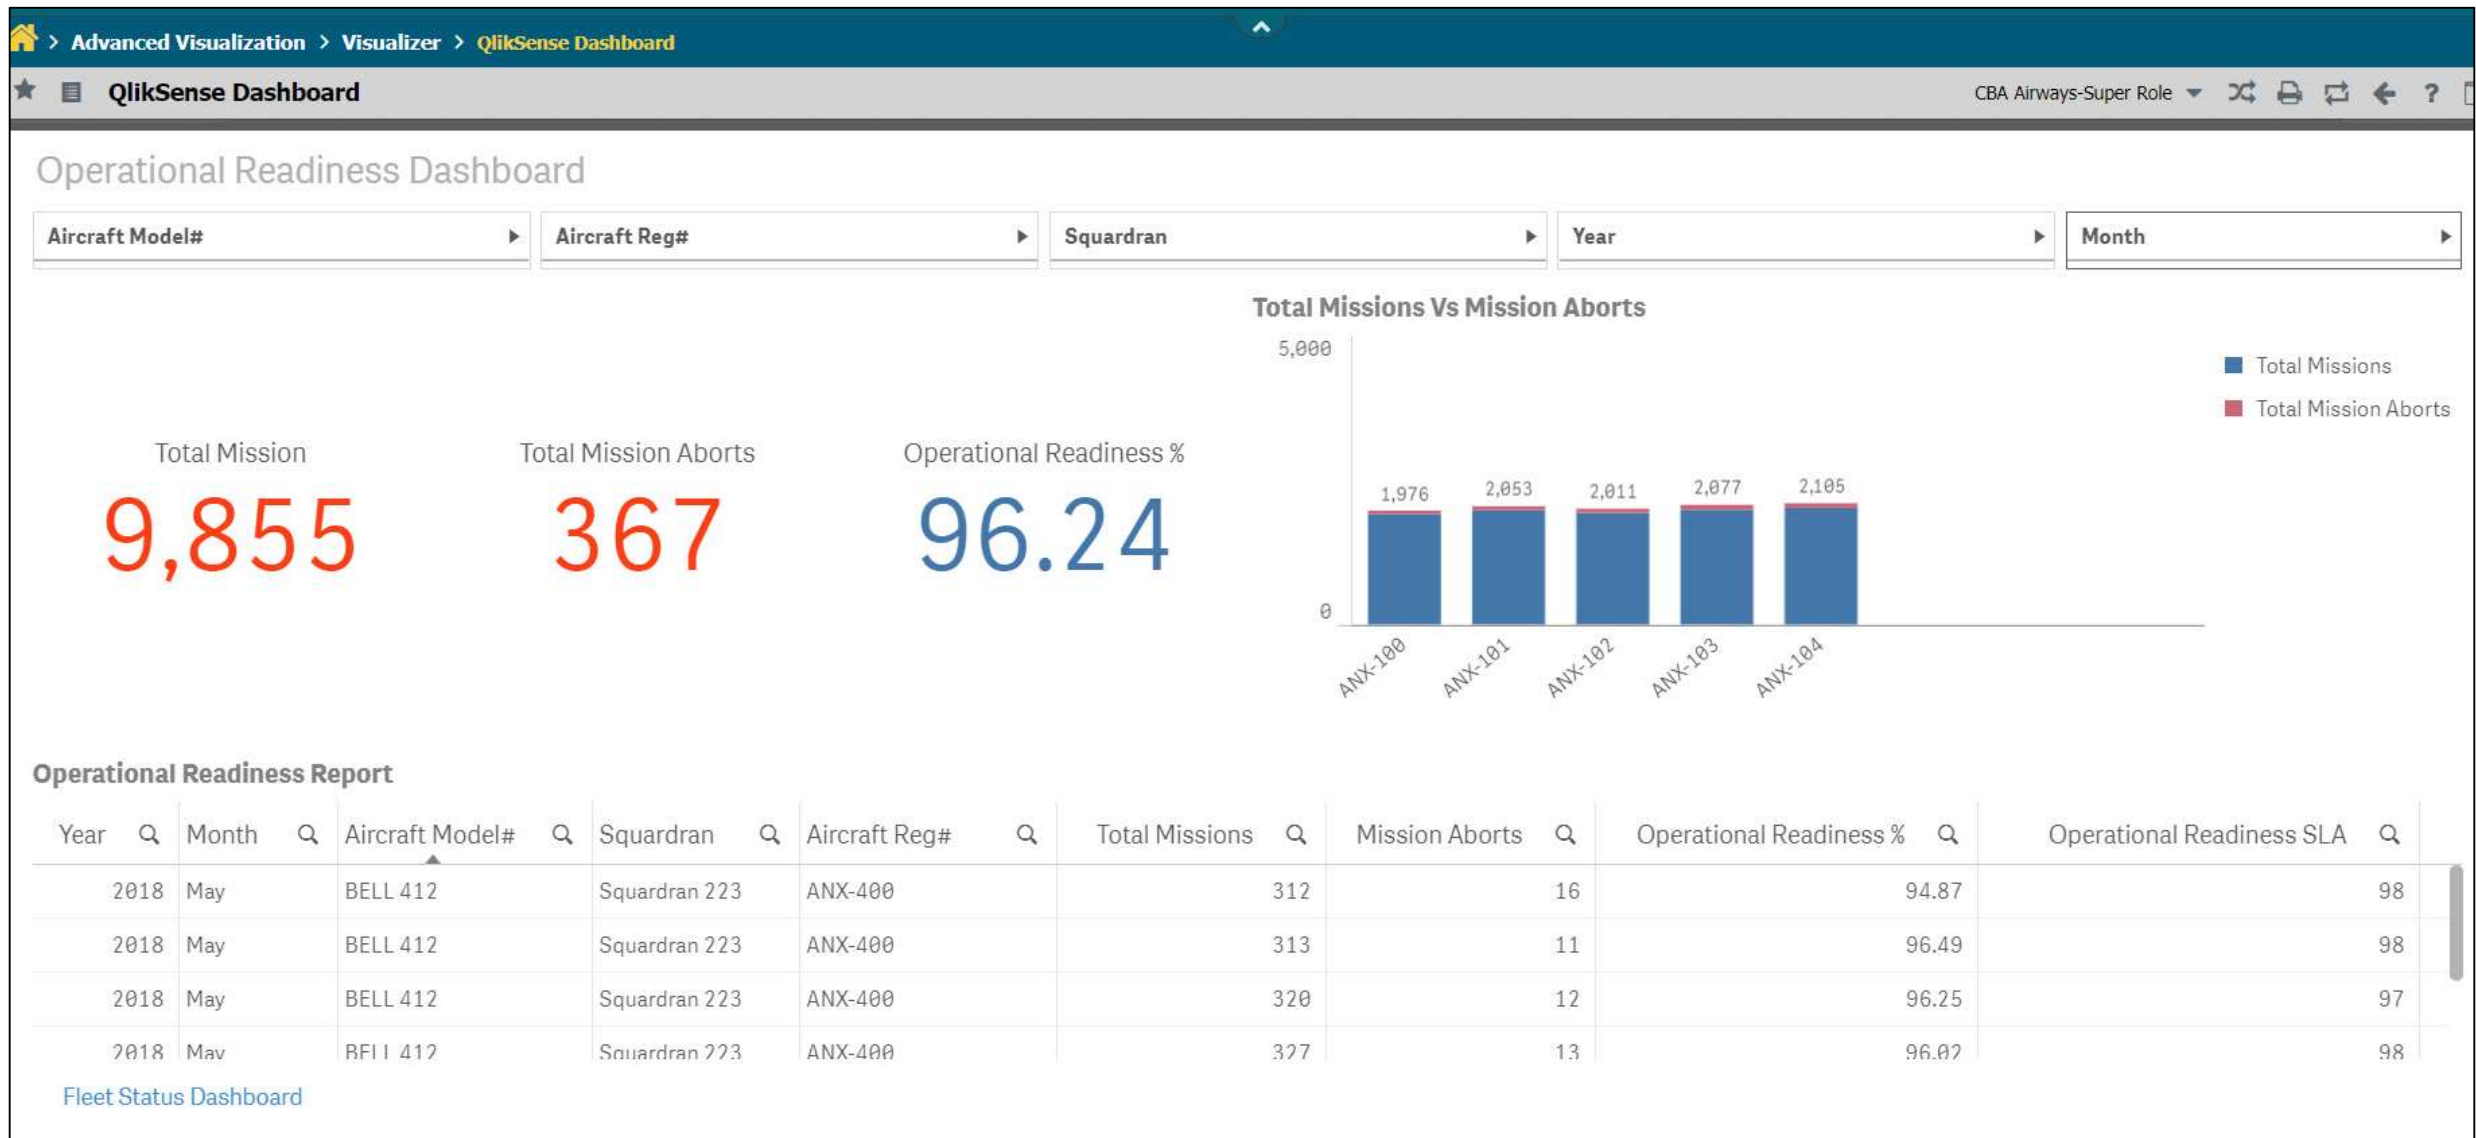 > Advanced Visualization > Visualizer > QlikSense Dashboard
QlikSense Dashboard
CBA Airways-Super Role
?
Operational Readiness Dashboard
Aircraft Model#
Aircraft Reg#
Squardran
Year
Month
Total Mission
9,855
Total Mission Aborts
367
Operational Readiness %
96.24
Total Missions Vs Mission Aborts
5,000
0
1,976 2,053 2,011 2,077 2,105
ANX-100 ANX-101 ANX-102 ANX-103 ANX-104
Total Missions
Total Mission Aborts
Operational Readiness Report
Year Month Aircraft Model# Squardran Aircraft Reg# Total Missions Mission Aborts Operational Readiness % Operational Readiness SLA
2018 May BELL 412 Squardran 223 ANX-400 312 16 94.87 98
2018 May BELL 412 Squardran 223 ANX-400 313 11 96.49 98
2018 May BELL 412 Squardran 223 ANX-400 320 12 96.25 97
2018 May BELL 412 Squardran 223 ANX-400 327 13 96.02 98
Fleet Status Dashboard